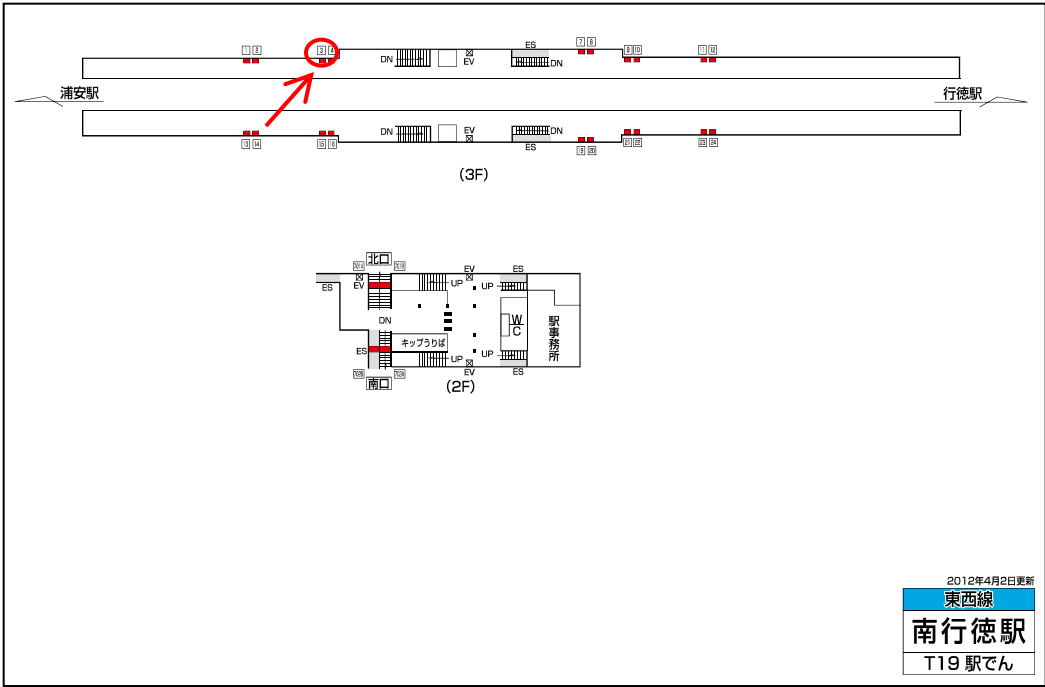 1 2
3 4
7 8
9 10
11 12
ES
DN
EV
DN
浦安駅
行徳駅
DN
EV
DN
ES
13 14
15 16
19 20
21 22
23 24
(3F)
701A
北口
701B
EV
ES
ES
EV
UP
UP
DN
W
C
駅事務所
キップうりば
ES
UP
UP
EV
ES
702B
南口
702A
(2F)
2012年4月2日更新
東西線
南行徳駅
T19 駅でん